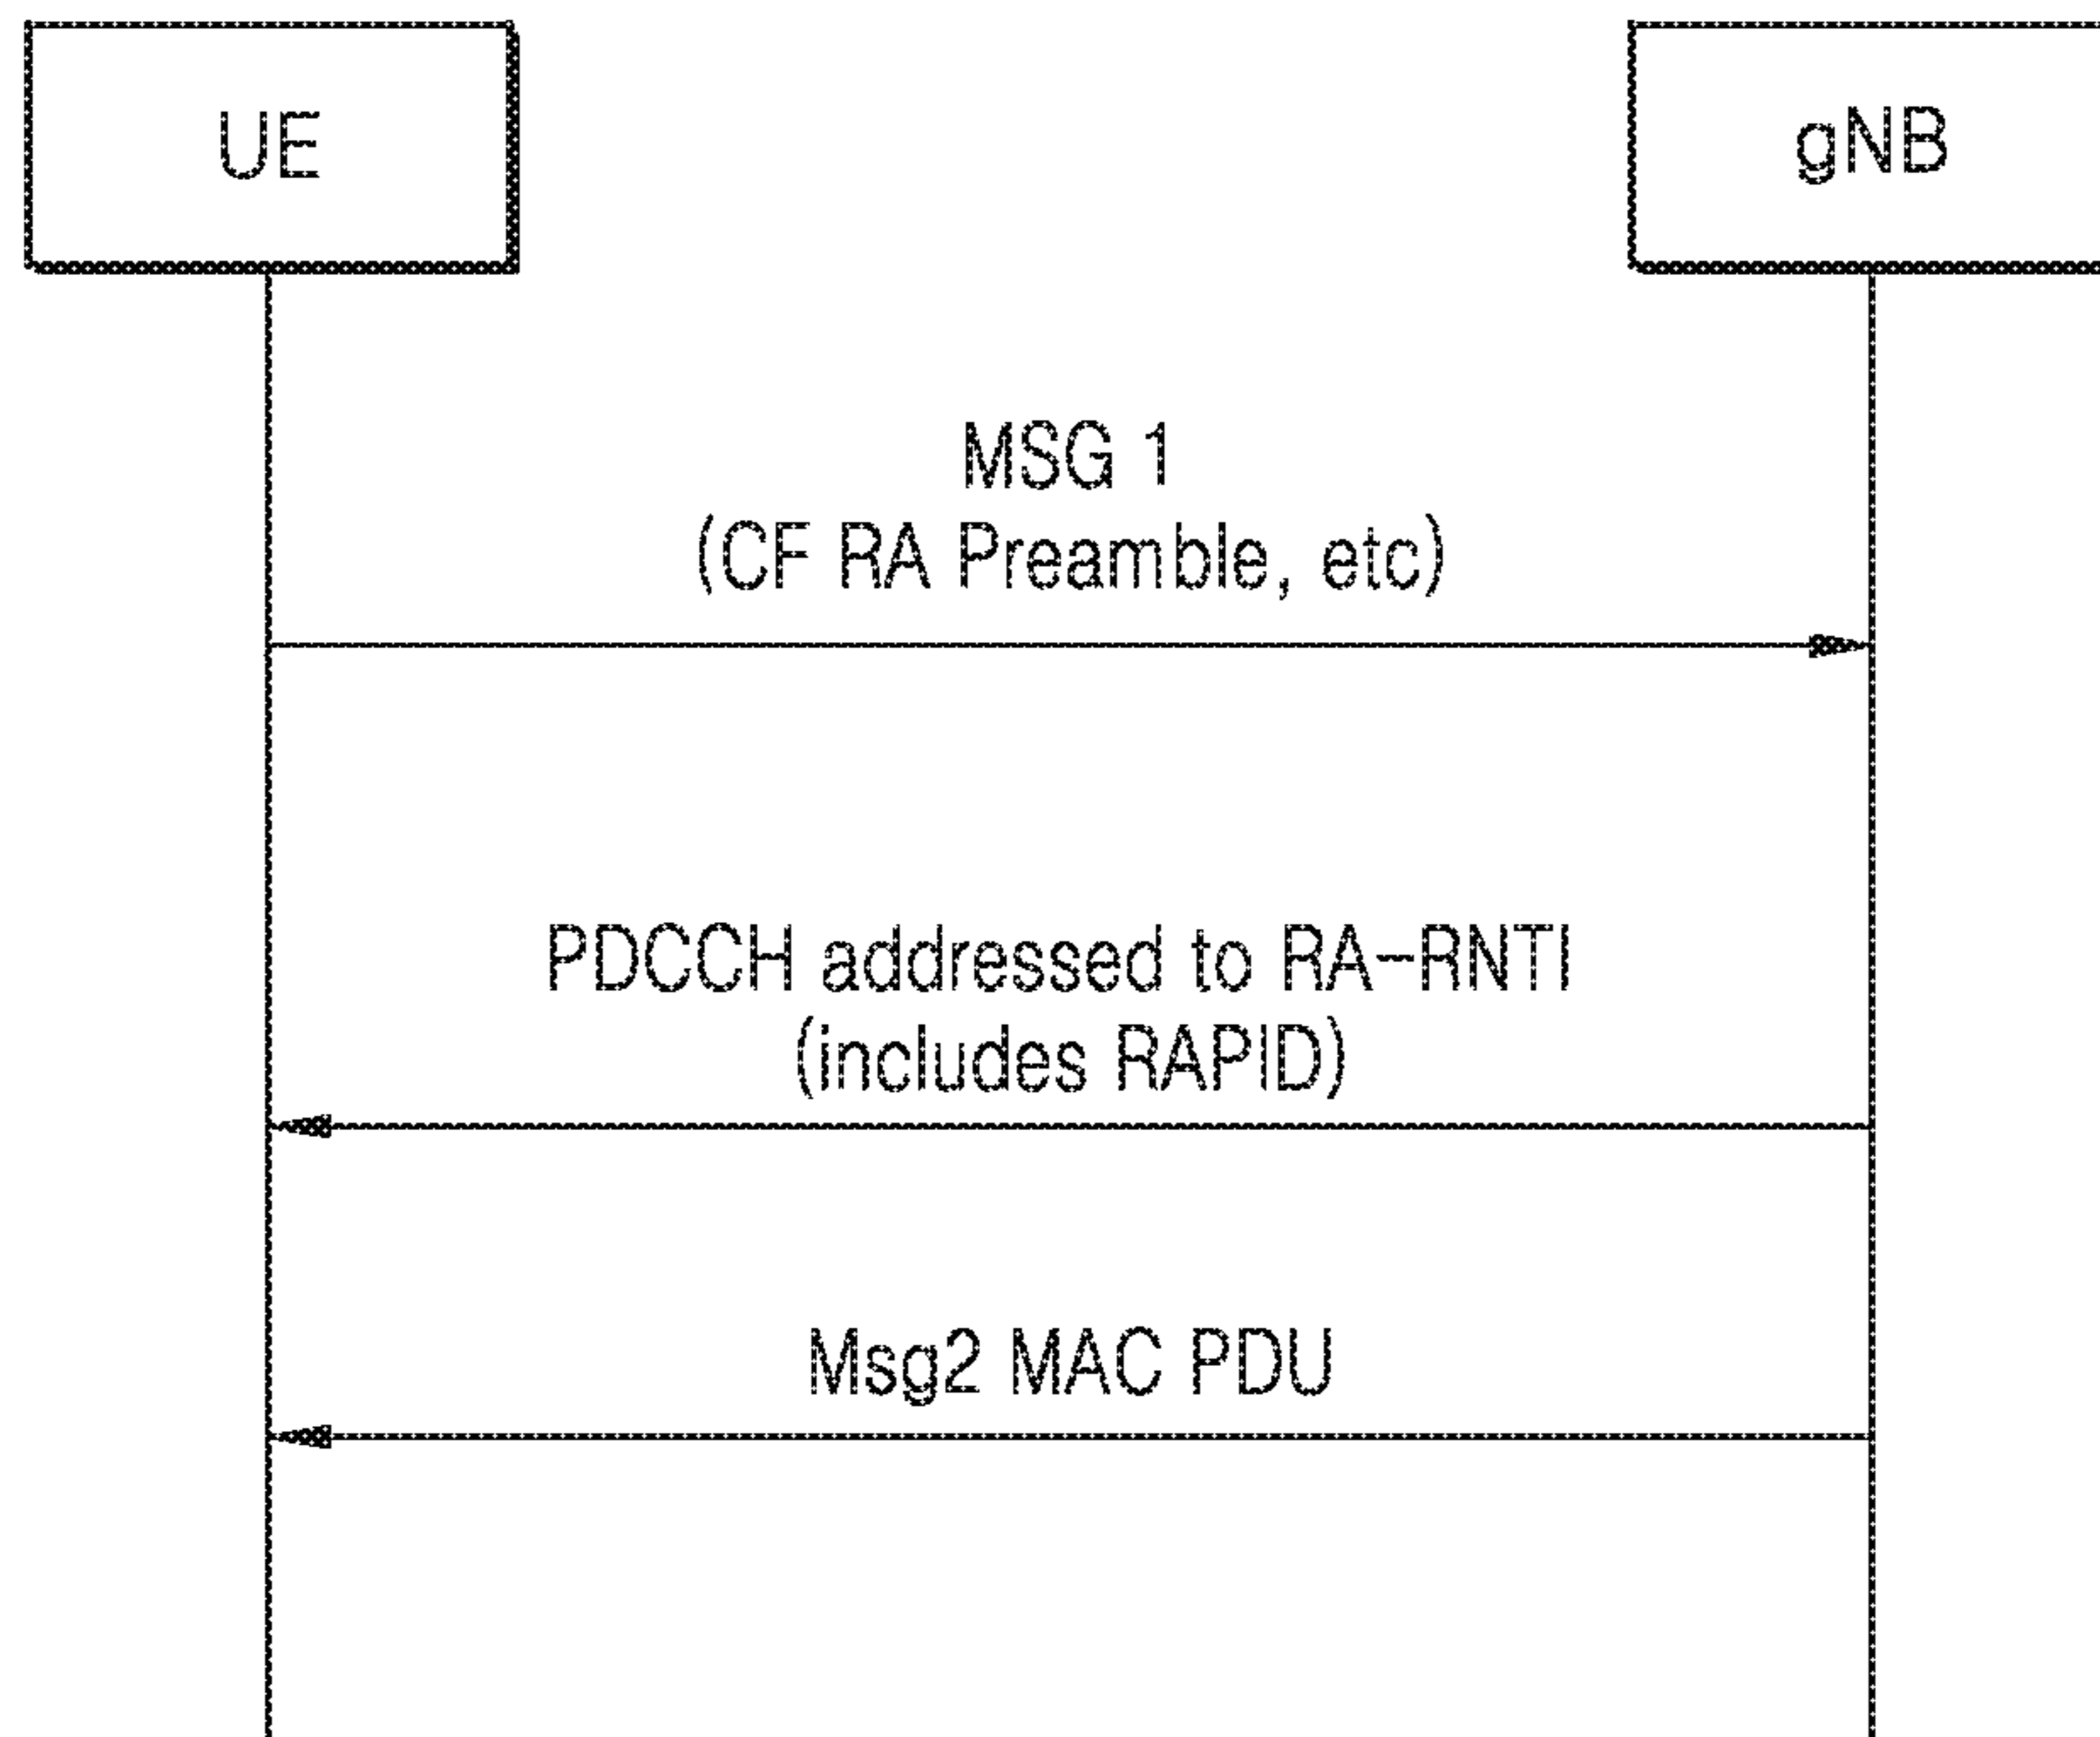 UE
gNB
MSG 1
(CF RA Preamble, etc)
PDCCH addressed to RA-RNTI
(includes RAPID)
Msg2 MAC PDU